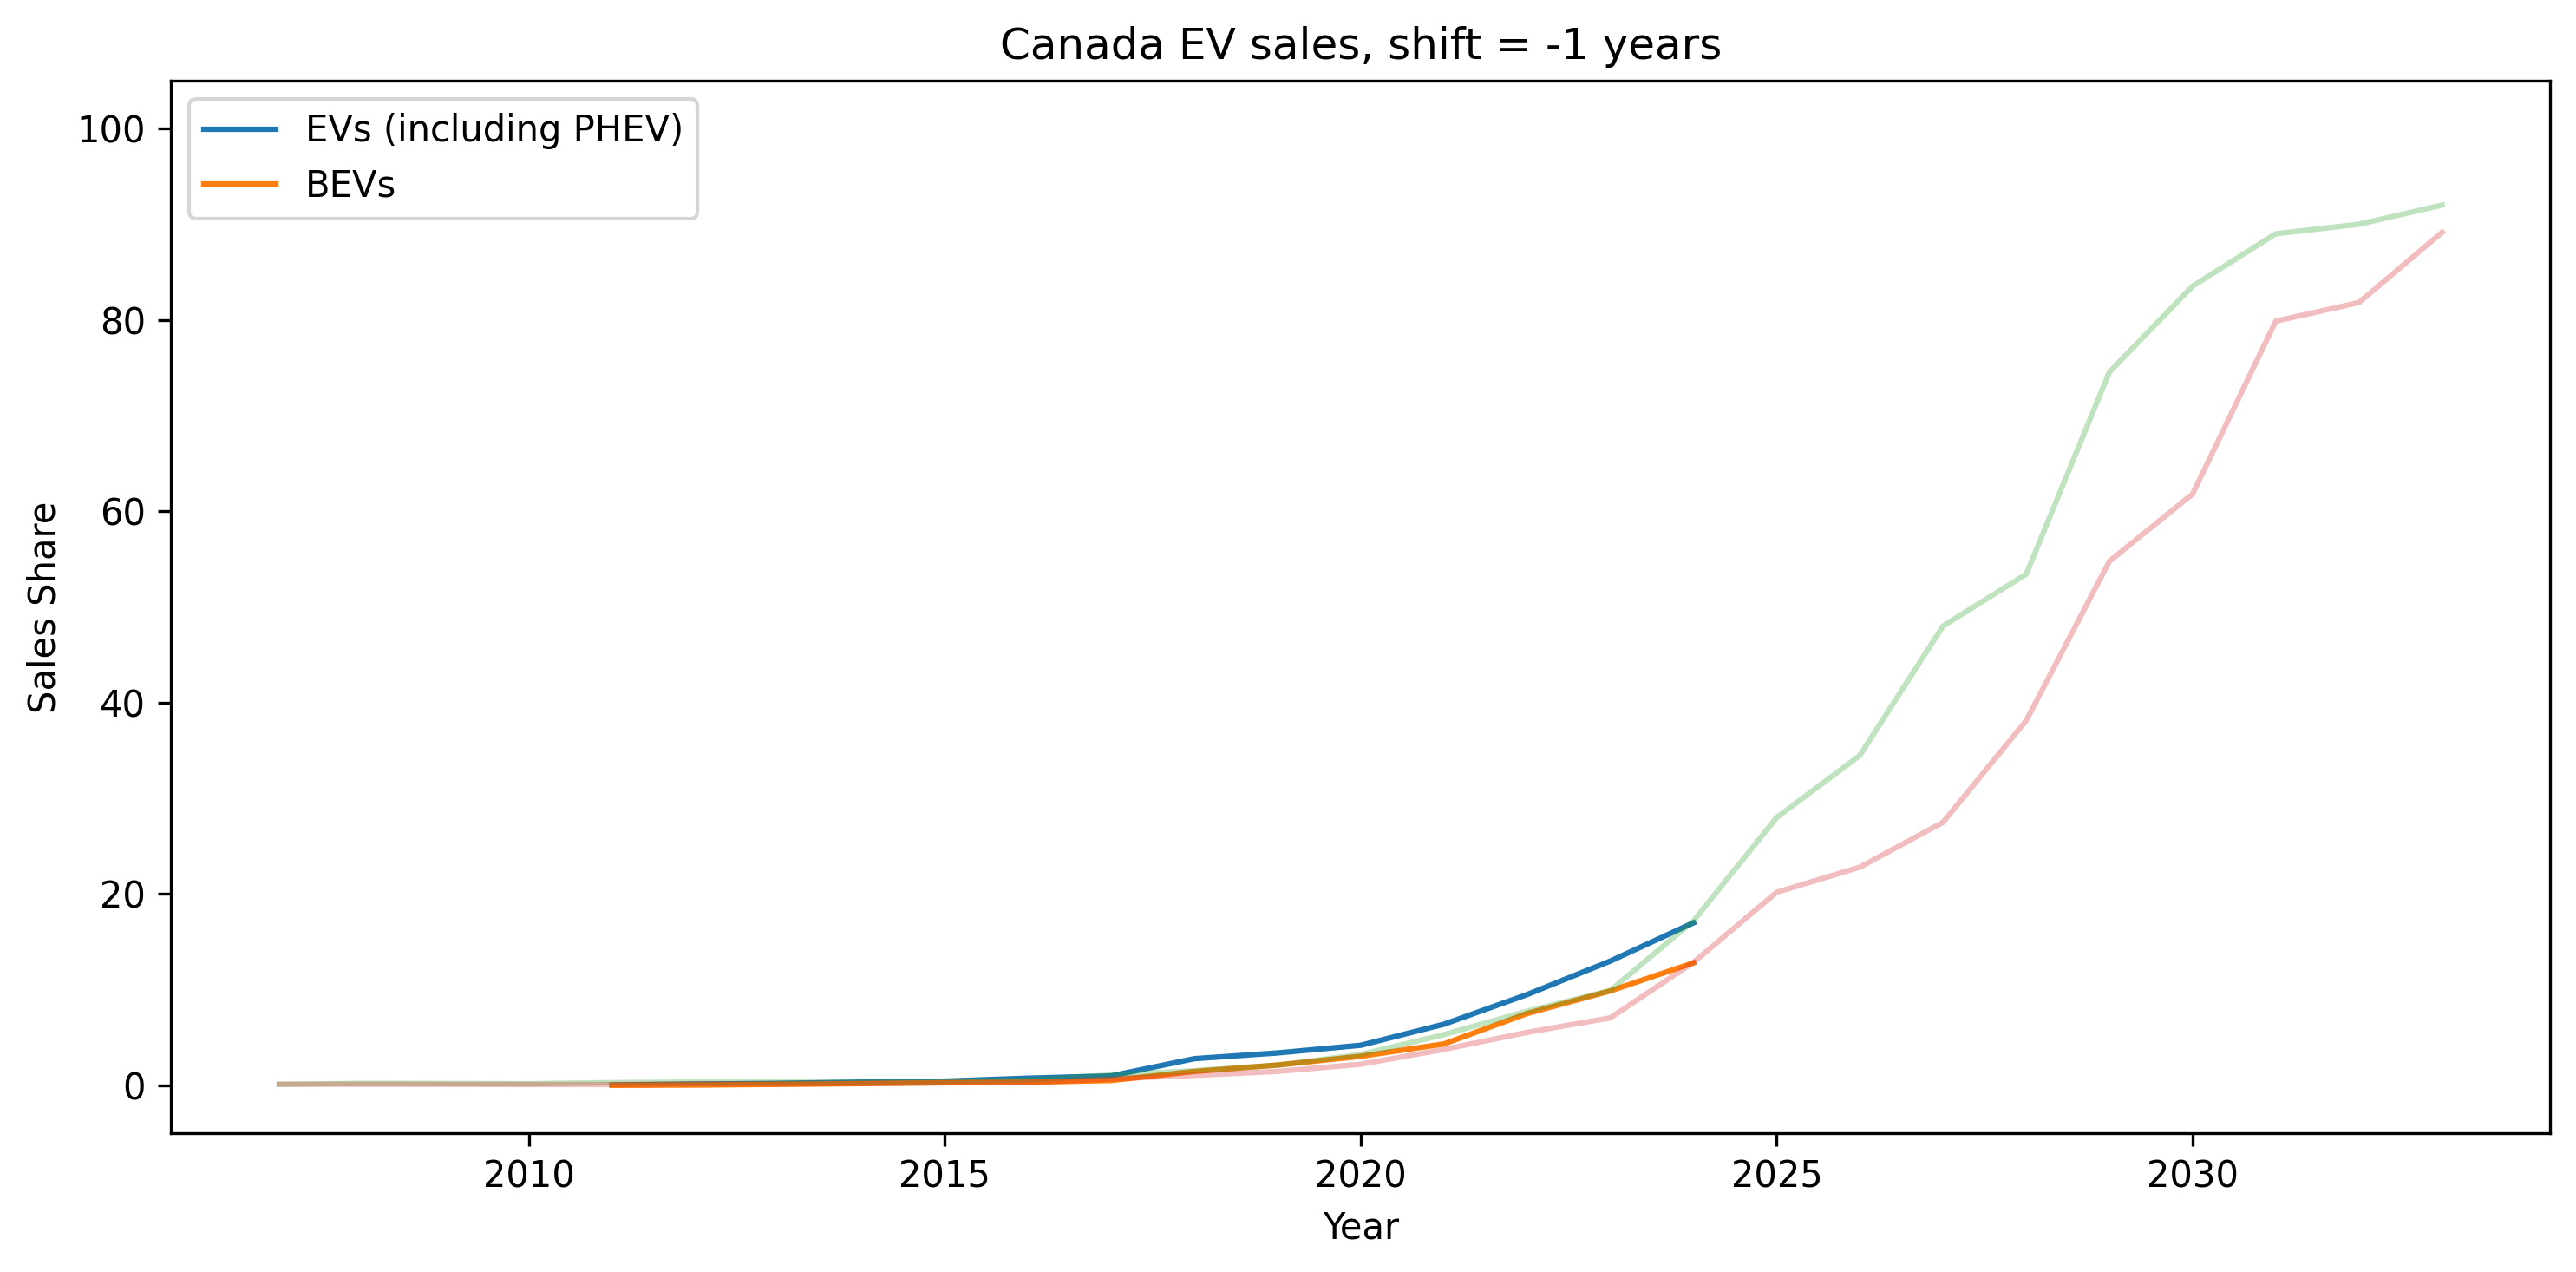 Canada EV sales, shift = -1 years
EVs (including PHEV)
BEVs
100
80
60
40
20
0
Sales Share
2010
2015
2020
2025
2030
Year